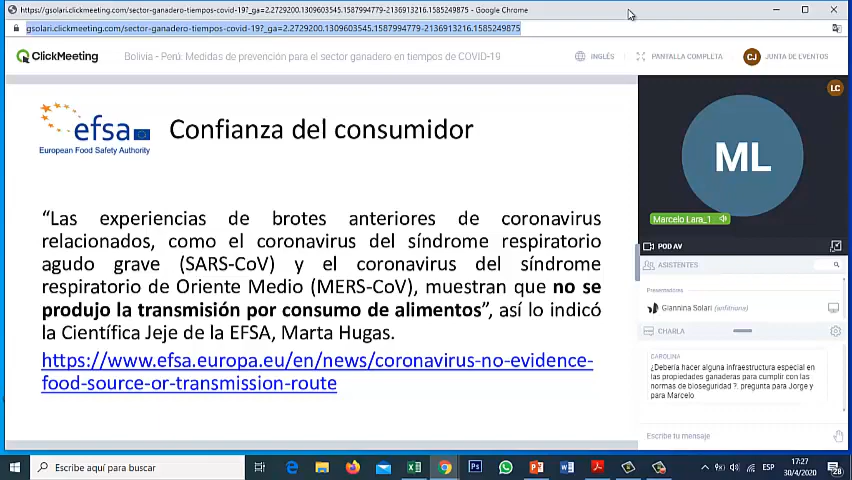 https://gsolari.clickmeeting.com/sector-ganadero-tiempos-covid-19?_ga=2.2729200.1309603545.1587994779-2136913216.1585249875 - Google Chrome
gsolari.clickmeeting.com/sector-ganadero-tiempos-covid-19?_ga=2.2729200.1309603545.1587994779-2136913216.1585249875
ClickMeeting
Bolivia - Perú: Medidas de prevención para el sector ganadero en tiempos de COVID-19
INGLÉS
PANTALLA COMPLETA
CJ
JUNTA DE EVENTOS
efsa
European Food Safety Authority
Confianza del consumidor
“Las experiencias de brotes anteriores de coronavirus
relacionados, como el coronavirus del síndrome respiratorio
agudo grave (SARS-CoV) y el coronavirus del síndrome
respiratorio de Oriente Medio (MERS-CoV), muestran que no se
produjo la transmisión por consumo de alimentos”, así lo indicó
la Científica Jeje de la EFSA, Marta Hugas.
https://www.efsa.europa.eu/en/news/coronavirus-no-evidence-
food-source-or-transmission-route
LC
ML
Marcelo Lara_1
POD AV
ASISTENTES
Presentadores
Giannina Solari (anfitriona)
CHARLA
CAROLINA
¿Debería hacer alguna infraestructura especial en
las propiedades ganaderas para cumplir con las
normas de bioseguridad ?. pregunta para Jorge y
para Marcelo
Escribe tu mensaje
Escribe aquí para buscar
ESP
17:27
30/4/2020
28